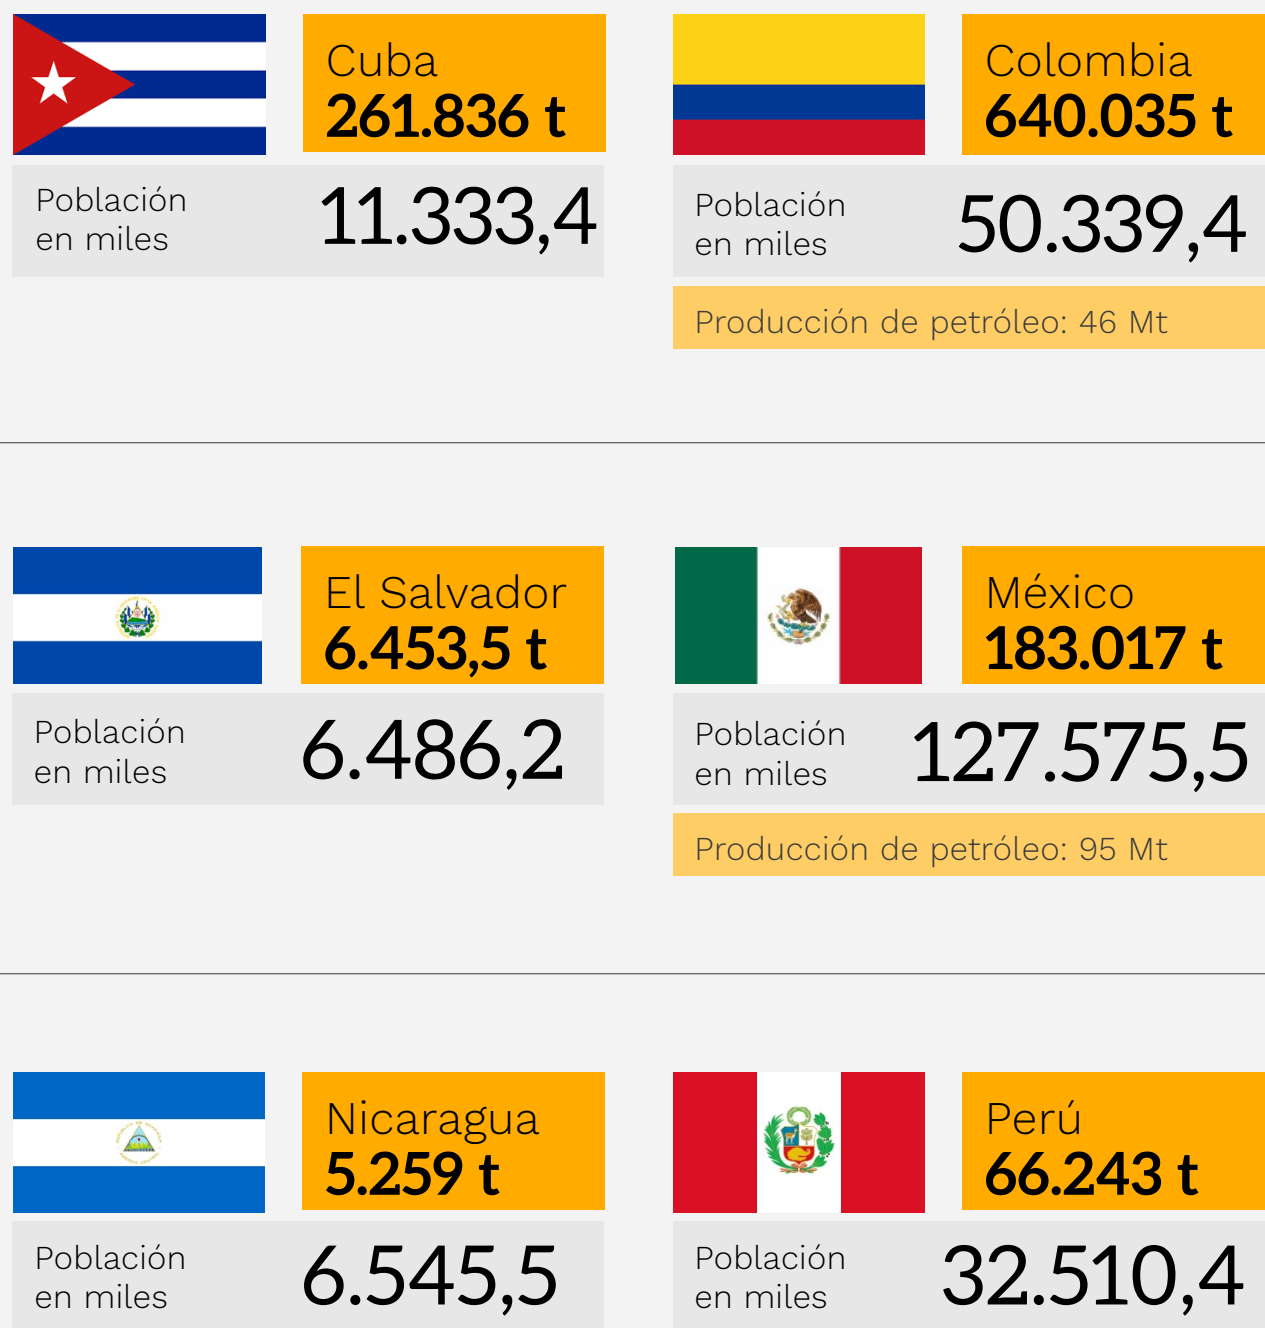 Cuba
261.836 t
Población
en miles
11.333,4
Colombia
640.035 t
Población
en miles
50.339,4
Producción de petróleo: 46 Mt
El Salvador
6.453,5 t
Población
en miles
6.486,2
México
183.017 t
Población
en miles
127.575,5
Producción de petróleo: 95 Mt
Nicaragua
5.259 t
Población
en miles
6.545,5
Perú
66.243 t
Población
en miles
32.510,4